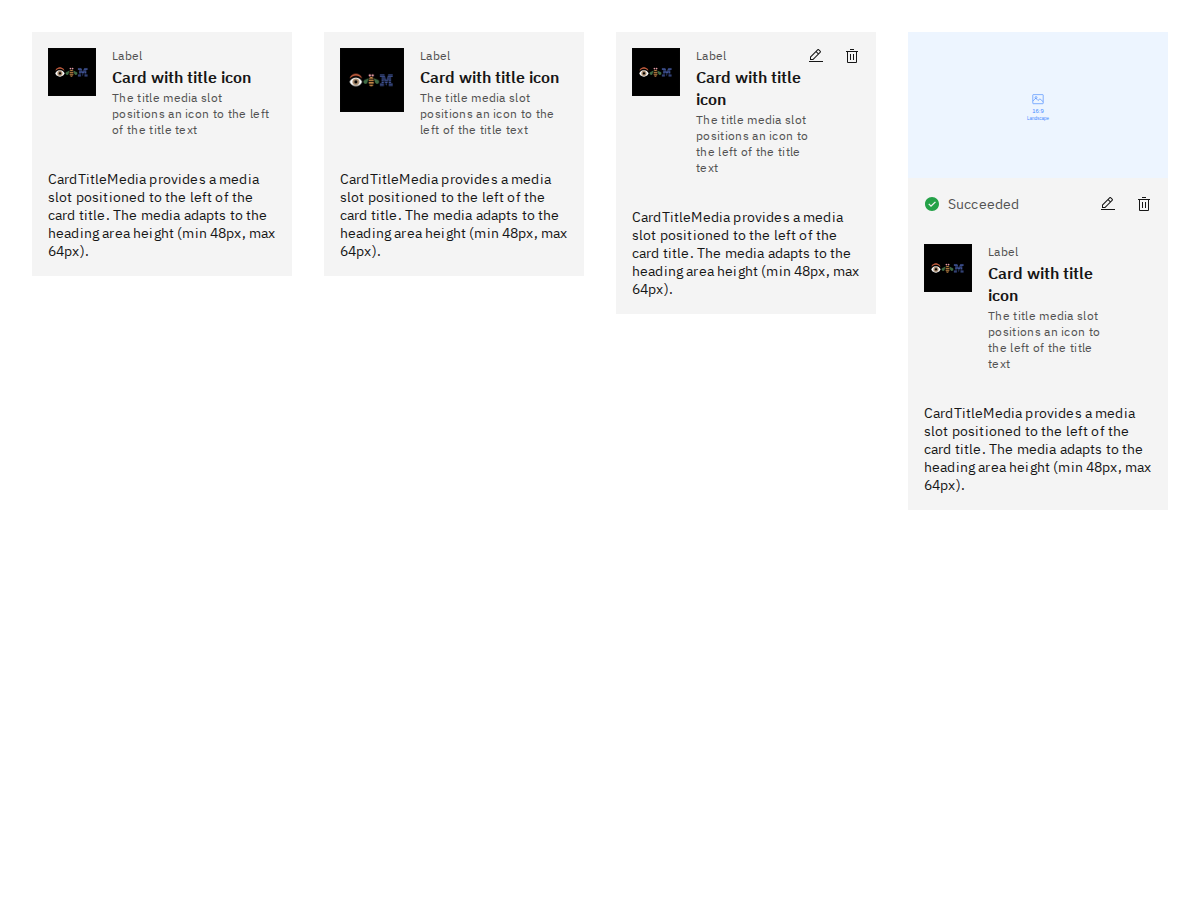 Label
Card with title icon
The title media slot
positions an icon to the left
of the title text
CardTitleMedia provides a media
slot positioned to the left of the
card title. The media adapts to the
heading area height (min 48px, max
64px).
Label
Card with title icon
The title media slot
positions an icon to the
left of the title text
CardTitleMedia provides a media
slot positioned to the left of the
card title. The media adapts to the
heading area height (min 48px, max
64px).
Label
Card with title
icon
The title media slot
positions an icon to
the left of the title
text
CardTitleMedia provides a media
slot positioned to the left of the
card title. The media adapts to the
heading area height (min 48px, max
64px).
16:9
Landscape
Succeeded
Label
Card with title
icon
The title media slot
positions an icon to
the left of the title
text
CardTitleMedia provides a media
slot positioned to the left of the
card title. The media adapts to the
heading area height (min 48px, max
64px).